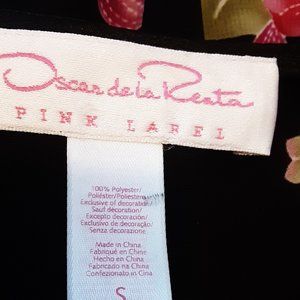 Oscar de la Renta
PINK LABEL
100% Polyester/
Poliéster/Poliestere
Exclusive of decoration/
Sauf décoration/
Excepto decoración/
Exclusivo de decoração/
Senza decorazione
Made in China
Fabriqué en Chine
Hecho en China
Fabricado na China
Confezionato in Cina
S